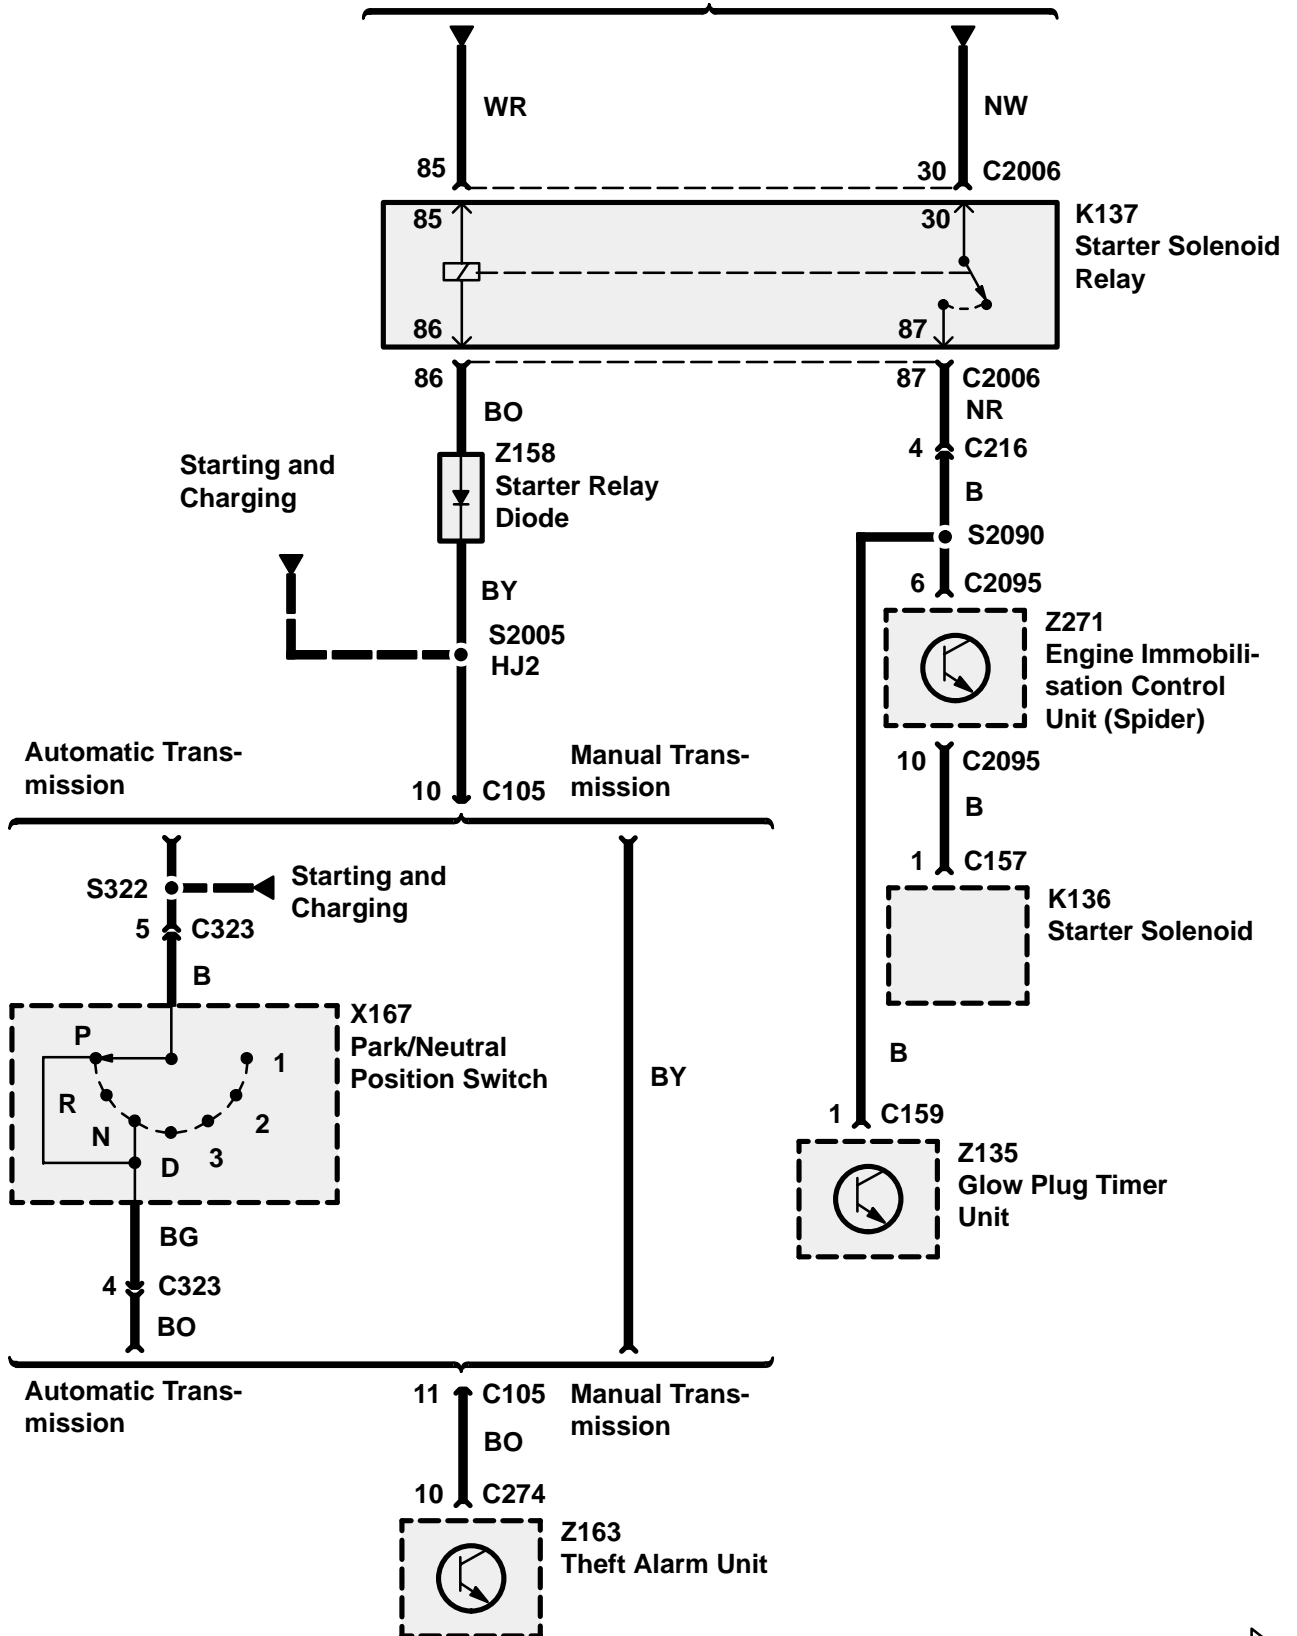 WR
NW
85
30 C2006
85
30
K137
Starter Solenoid
Relay
86
87
86
87 C2006
BO
NR
Z158
Starter Relay
Diode
4 C216
Starting and
Charging
B
S2090
BY
6 C2095
S2005
HJ2
Z271
Engine Immobili-
sation Control
Unit (Spider)
Automatic Trans-
mission
Manual Trans-
mission
10 C2095
10 C105
B
1 C157
S322
Starting and
Charging
K136
Starter Solenoid
5 C323
B
X167
Park/Neutral
Position Switch
P
1
R
2
N
3
D
BY
B
1 C159
Z135
Glow Plug Timer
Unit
BG
4 C323
BO
Automatic Trans-
mission
11 C105
Manual Trans-
mission
BO
10 C274
Z163
Theft Alarm Unit